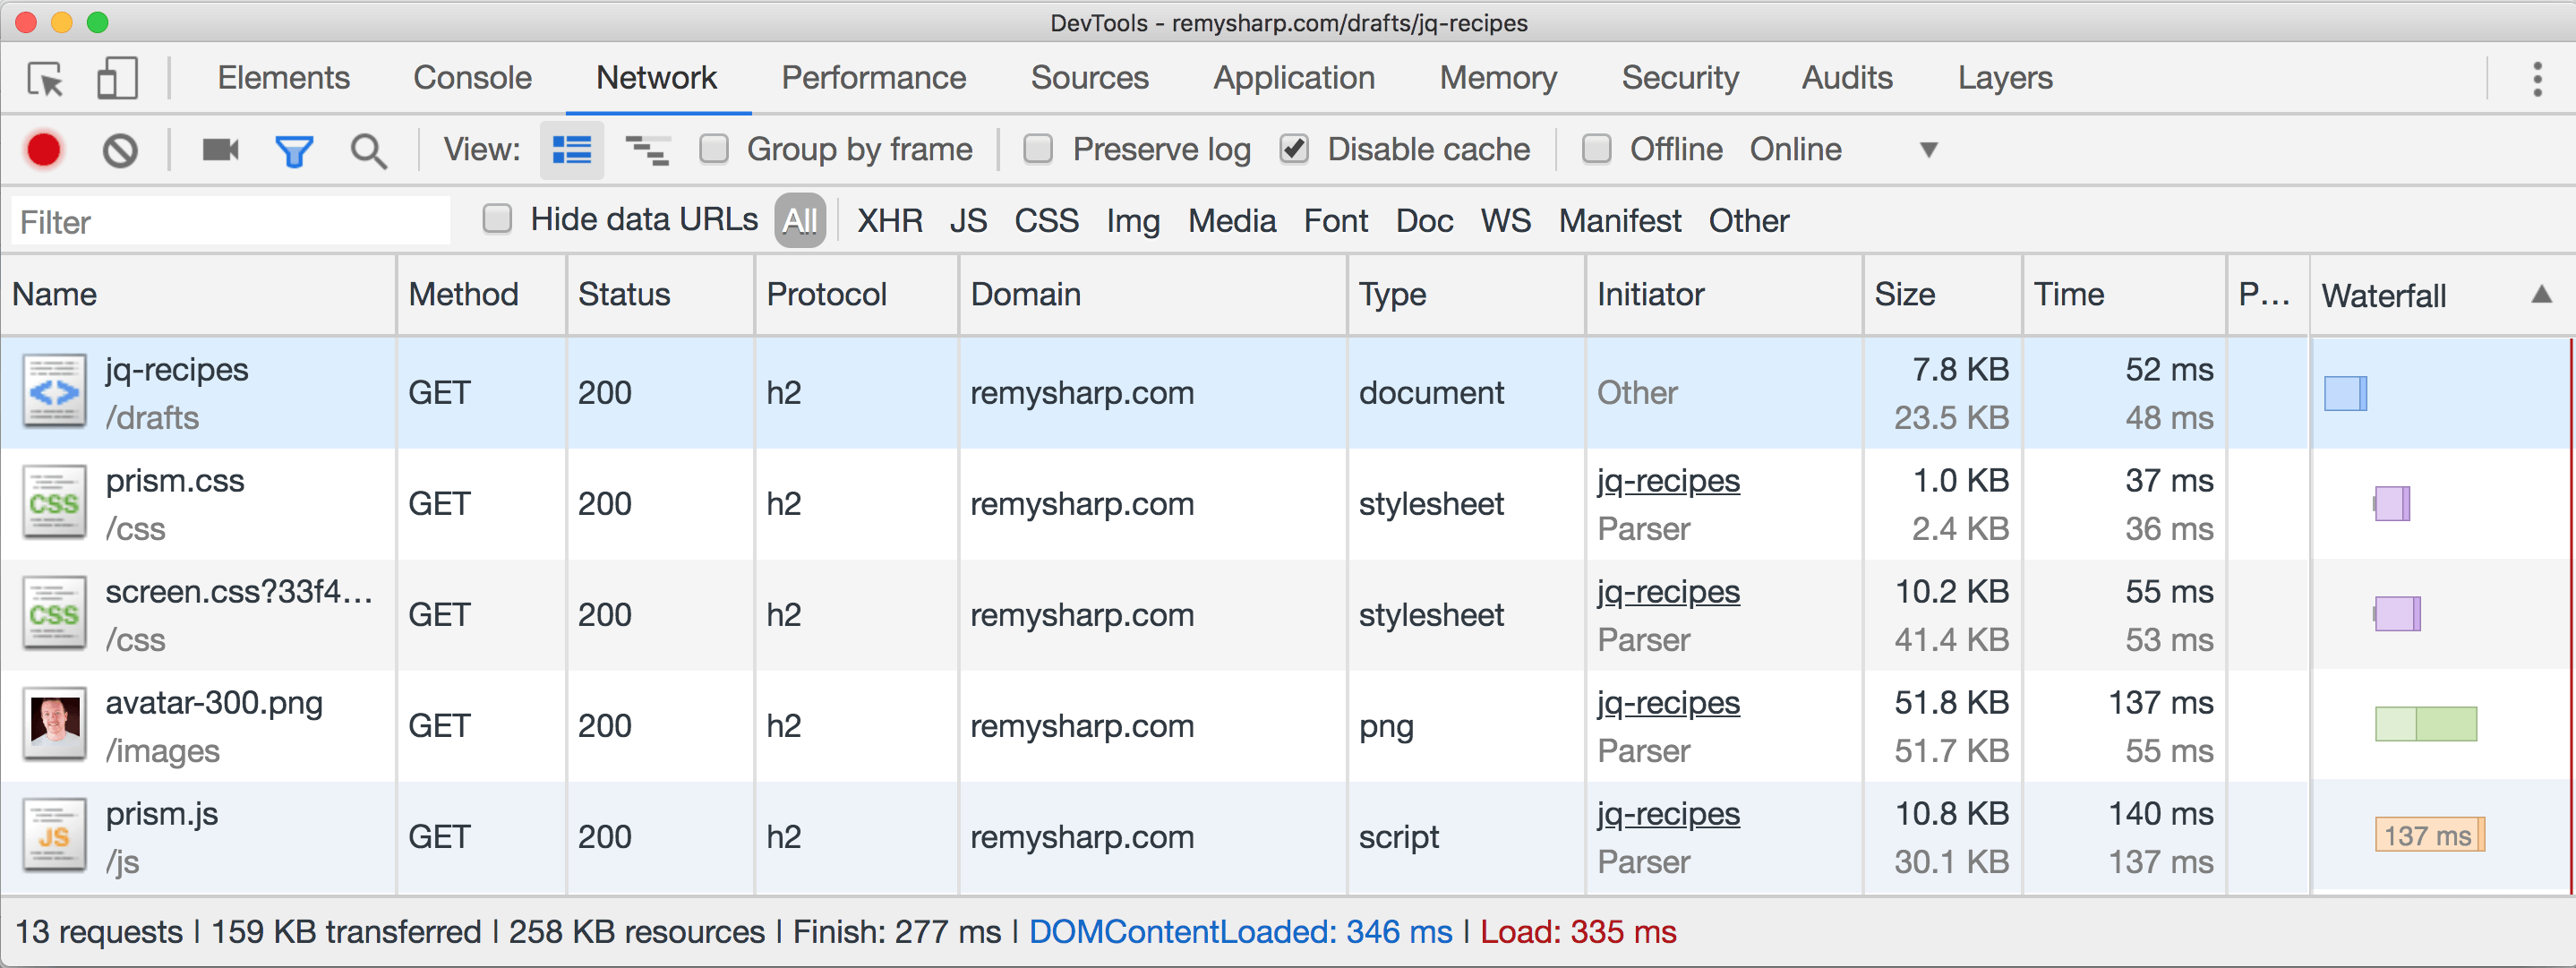 DevTools - remysharp.com/drafts/jq-recipes
Elements Console Network Performance Sources Application Memory Security Audits Layers
View: Group by frame Preserve log Disable cache Offline Online
Filter Hide data URLs All XHR JS CSS Img Media Font Doc WS Manifest Other
Name Method Status Protocol Domain Type Initiator Size Time P... Waterfall
jq-recipes 7.8 KB 52 ms
GET 200 h2 remysharp.com document Other
/drafts 23.5 KB 48 ms
prism.css jq-recipes 1.0 KB 37 ms
CSS GET 200 h2 remysharp.com stylesheet
/css Parser 2.4 KB 36 ms
screen.css?33f4... jq-recipes 10.2 KB 55 ms
CSS GET 200 h2 remysharp.com stylesheet
/css Parser 41.4 KB 53 ms
avatar-300.png jq-recipes 51.8 KB 137 ms
GET 200 h2 remysharp.com png
/images Parser 51.7 KB 55 ms
prism.js jq-recipes 10.8 KB 140 ms
JS GET 200 h2 remysharp.com script 137 ms
/js Parser 30.1 KB 137 ms
13 requests | 159 KB transferred | 258 KB resources | Finish: 277 ms | DOMContentLoaded: 346 ms | Load: 335 ms